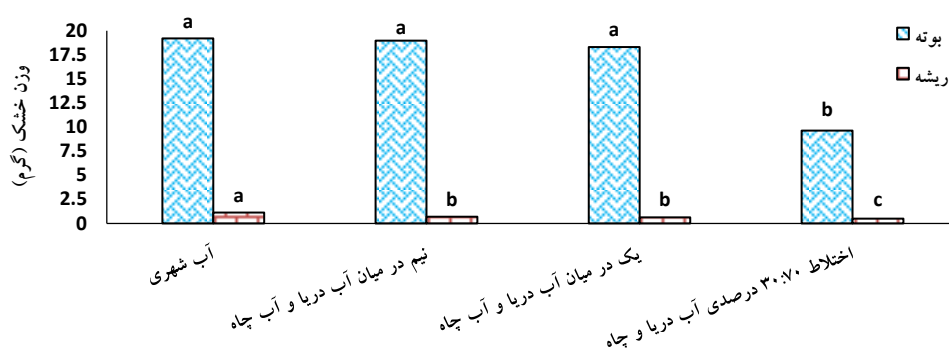 وزن خشک (گرم)
20
17.5
15
12.5
10
7.5
5
2.5
0
a
a
a
b
a
b
b
c
بوته
ریشه
آب شهری
نیم در میان آب دریا و آب چاه
یک در میان آب دریا و آب چاه
اختلاط ۳۰:۷۰ درصدی آب دریا و چاه